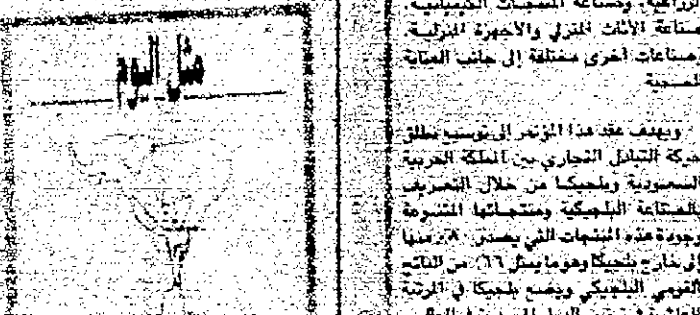 الزراعية، وصناعة المنتجات الكيميائية،
صناعة الأثاث المنزلي والأجهزة المنزلية،
وصناعات أخرى مختلفة إلى جانب العناية
الصحية
ويهدف عقد هذا المؤتمر إلى توسيع نطاق
حركة التبادل التجاري بين المملكة العربية
السعودية وبلجيكا من خلال التعريف
بالصناعة البلجيكية ومنتجاتها المتنوعة
وجودة هذه المنتجات التي يصدر ٨٠٪ منها
إلى خارج بلجيكا وهو ما يمثل ٦٦٪ من الناتج
القومي البلجيكي ويضع بلجيكا في المرتبة
مثل اليوم